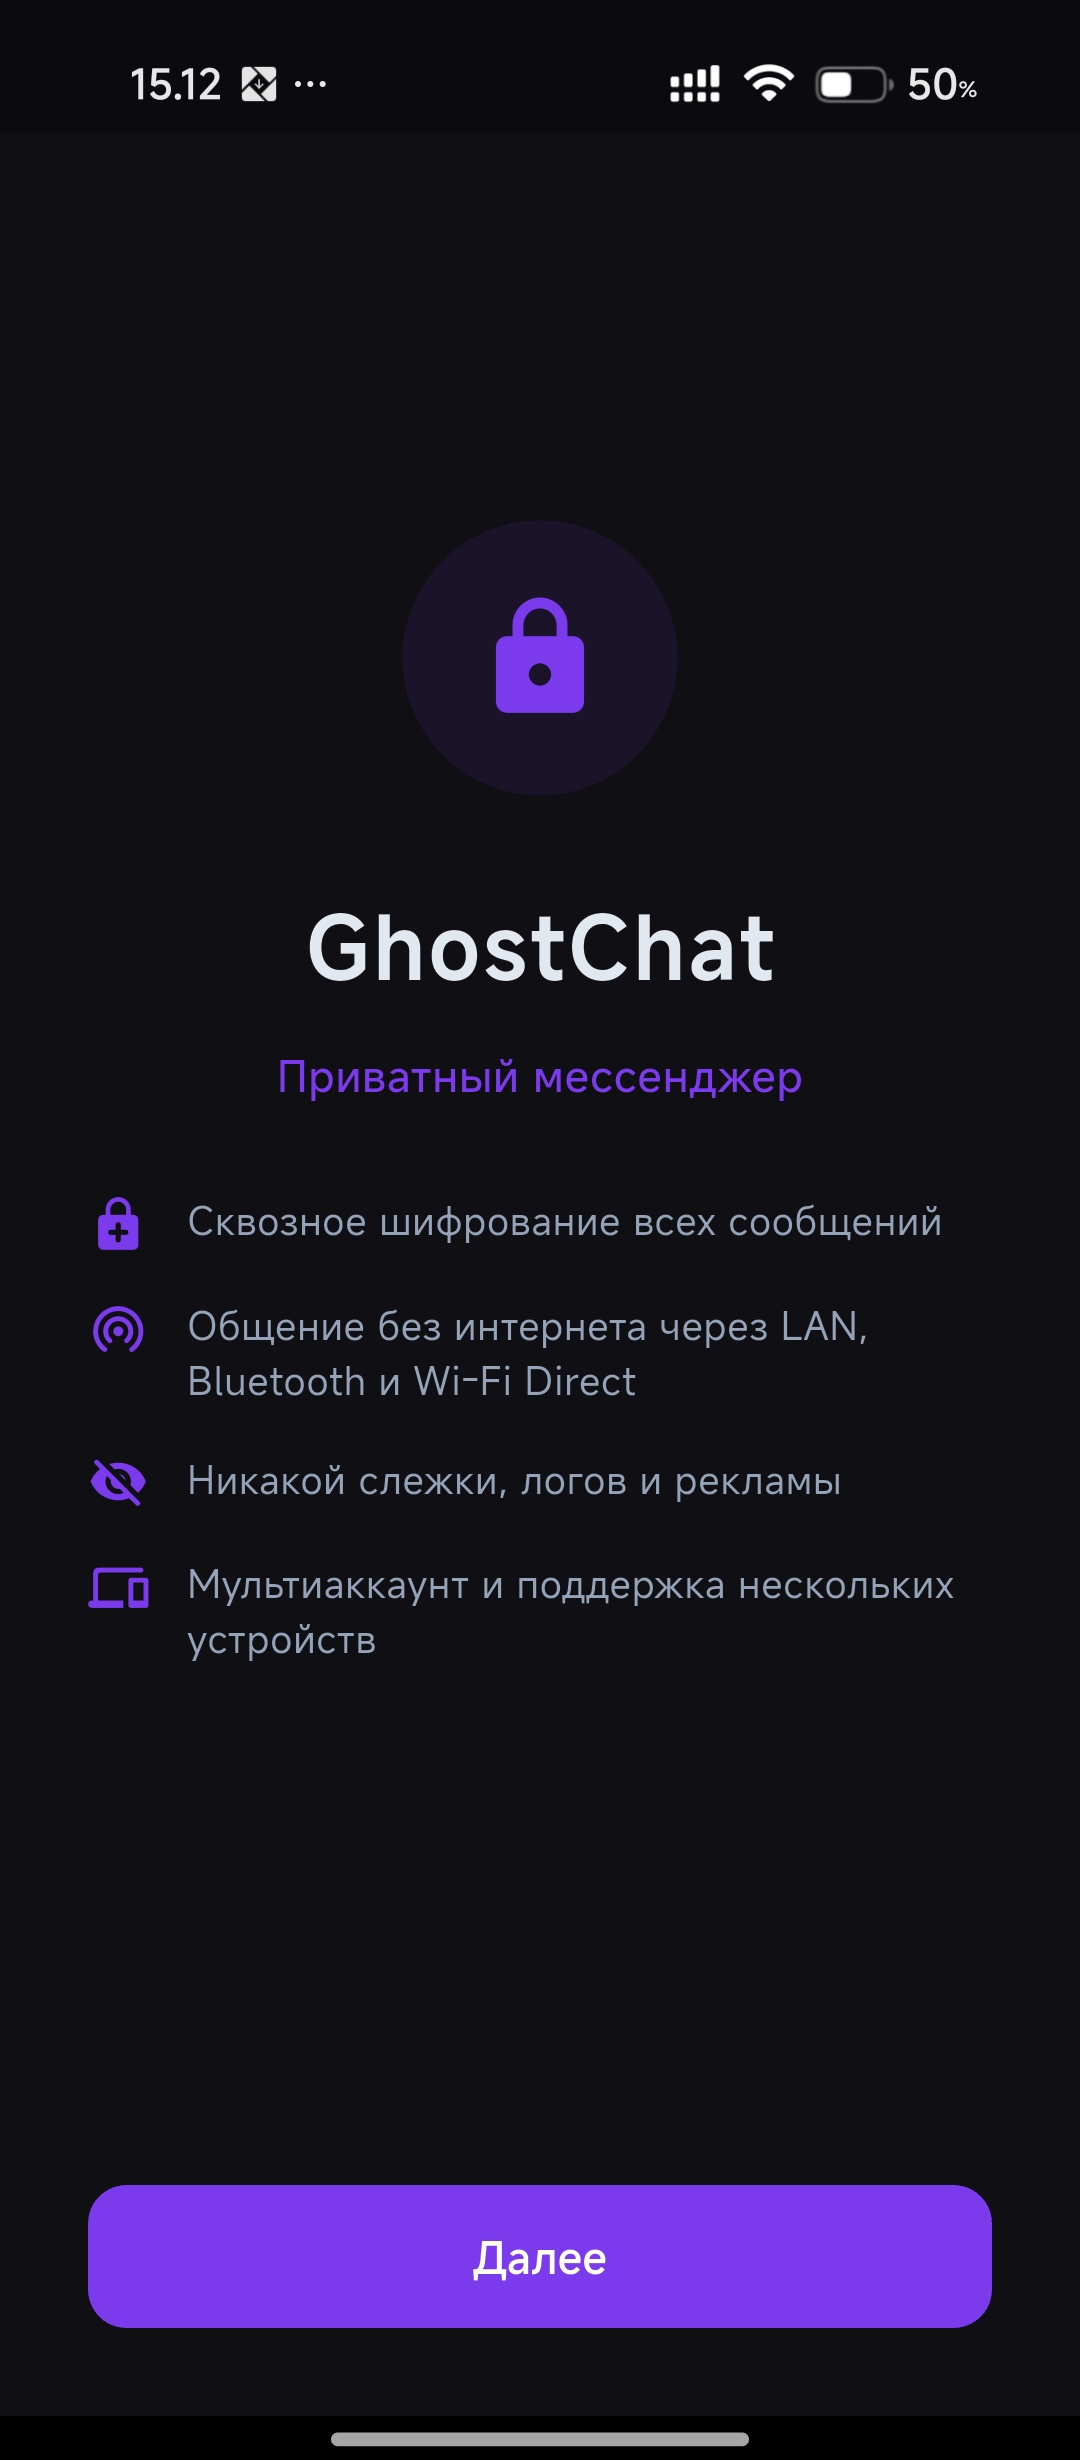 15.12 ... 50%
GhostChat
Приватный мессенджер
Сквозное шифрование всех сообщений
Общение без интернета через LAN,
Bluetooth и Wi-Fi Direct
Никакой слежки, логов и рекламы
Мультиаккаунт и поддержка нескольких
устройств
Далее